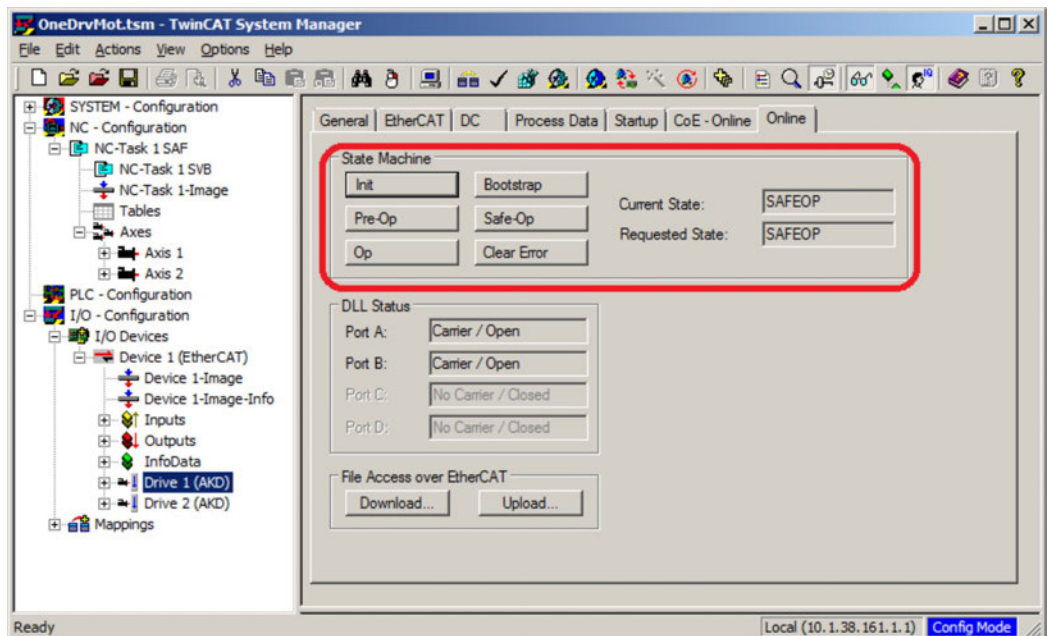 OneDrvMot.tsm - TwinCAT System Manager
File Edit Actions View Options Help
SYSTEM - Configuration
NC - Configuration
NC-Task 1 SAF
NC-Task 1 SVB
NC-Task 1-Image
Tables
Axes
Axis 1
Axis 2
PLC - Configuration
I/O - Configuration
I/O Devices
Device 1 (EtherCAT)
Device 1-Image
Device 1-Image-Info
Inputs
Outputs
InfoData
Drive 1 (AKD)
Drive 2 (AKD)
Mappings
General EtherCAT DC Process Data Startup CoE - Online Online
State Machine
Init Bootstrap
Pre-Op Safe-Op
Op Clear Error
Current State: SAFEOP
Requested State: SAFEOP
DLL Status
Port A: Carrier / Open
Port B: Carrier / Open
Port C: No Carrier / Closed
Port D: No Carrier / Closed
File Access over EtherCAT
Download... Upload...
Ready Local (10.1.38.161.1.1) Config Mode